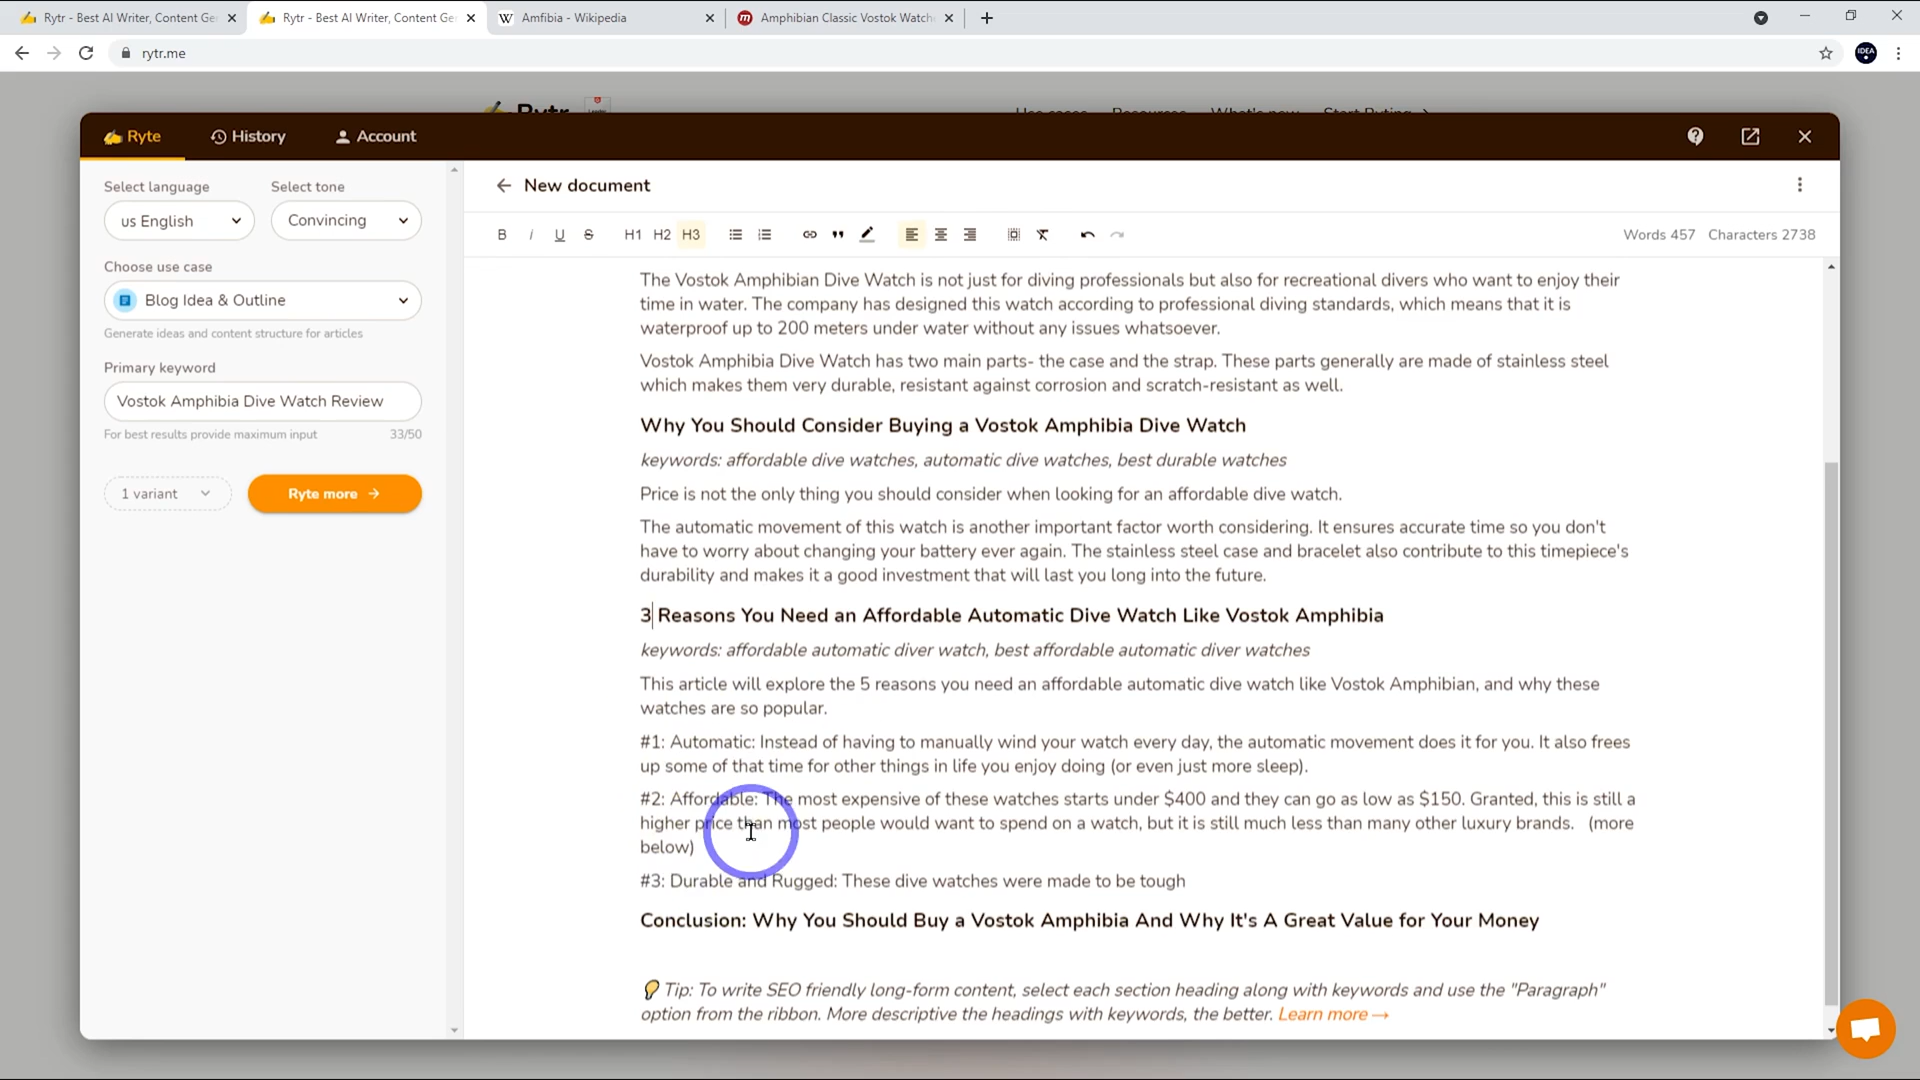 Rytr - Best AI Writer, Content Ge
Rytr - Best AI Writer, Content Ge
Amfibia - Wikipedia
Amphibian Classic Vostok Watch
rytr.me
IDEA
Rytr
Use cases Resources What's new Start Ryting
Ryte
History
Account
Select language
Select tone
us English
Convincing
Choose use case
Blog Idea & Outline
Generate ideas and content structure for articles
Primary keyword
Vostok Amphibia Dive Watch Review
For best results provide maximum input
33/50
1 variant
Ryte more
New document
B i U S H1 H2 H3
Words 457 Characters 2738
The Vostok Amphibian Dive Watch is not just for diving professionals but also for recreational divers who want to enjoy their
time in water. The company has designed this watch according to professional diving standards, which means that it is
waterproof up to 200 meters under water without any issues whatsoever.
Vostok Amphibia Dive Watch has two main parts- the case and the strap. These parts generally are made of stainless steel
which makes them very durable, resistant against corrosion and scratch-resistant as well.
Why You Should Consider Buying a Vostok Amphibia Dive Watch
keywords: affordable dive watches, automatic dive watches, best durable watches
Price is not the only thing you should consider when looking for an affordable dive watch.
The automatic movement of this watch is another important factor worth considering. It ensures accurate time so you don't
have to worry about changing your battery ever again. The stainless steel case and bracelet also contribute to this timepiece's
durability and makes it a good investment that will last you long into the future.
3 Reasons You Need an Affordable Automatic Dive Watch Like Vostok Amphibia
keywords: affordable automatic diver watch, best affordable automatic diver watches
This article will explore the 5 reasons you need an affordable automatic dive watch like Vostok Amphibian, and why these
watches are so popular.
#1: Automatic: Instead of having to manually wind your watch every day, the automatic movement does it for you. It also frees
up some of that time for other things in life you enjoy doing (or even just more sleep).
#2: Affordable: The most expensive of these watches starts under $400 and they can go as low as $150. Granted, this is still a
higher price than most people would want to spend on a watch, but it is still much less than many other luxury brands. (more
below)
#3: Durable and Rugged: These dive watches were made to be tough
Conclusion: Why You Should Buy a Vostok Amphibia And Why It's A Great Value for Your Money
Tip: To write SEO friendly long-form content, select each section heading along with keywords and use the "Paragraph"
option from the ribbon. More descriptive the headings with keywords, the better. Learn more →